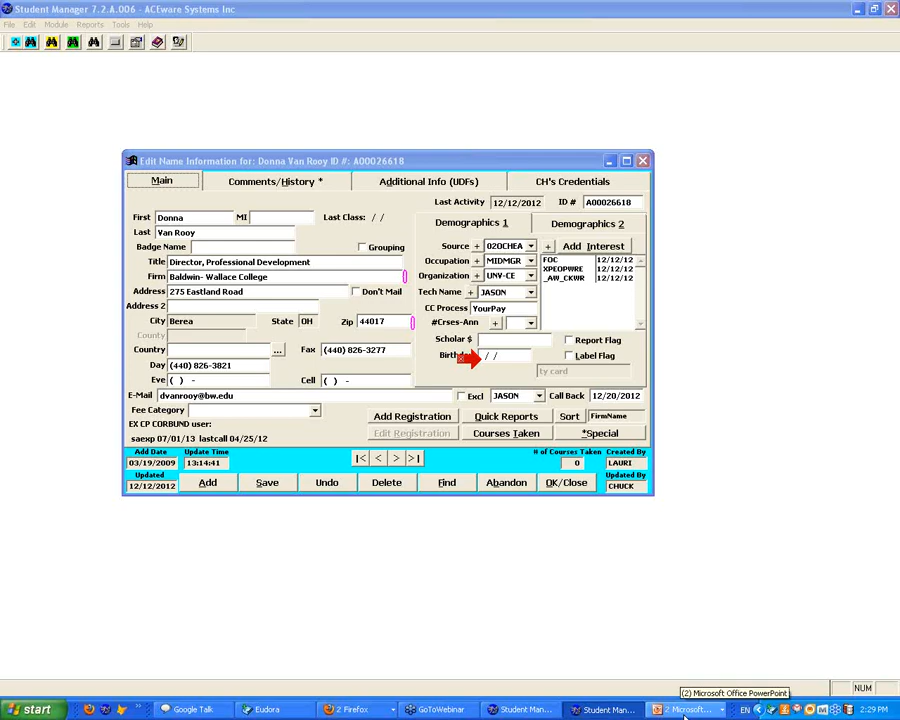 Student Manager 7.2.A.006 - ACEware Systems Inc
File Edit Module Reports Tools Help
Edit Name Information for: Donna Van Rooy ID #: A00026618
Main Comments/History * Additional Info (UDFs) CH's Credentials
Last Activity 12/12/2012 ID # A00026618
First Donna MI Last Class: / /
Demographics 1 Demographics 2
Last Van Rooy
Badge Name Grouping
Source + 02OCHEA + Add Interest
Title Director, Professional Development
Occupation + MIDMGR
FOC 12/12/12
XPEOPWRE 12/12/12
_AW_CKWR 12/12/12
Firm Baldwin- Wallace College
Organization + UNV-CE
Address 275 Eastland Road Don't Mail
Tech Name + JASON
Address 2
CC Process YourPay
City Berea State OH Zip 44017
#Crses-Ann +
County
Scholar $ Report Flag
Country ... Fax (440) 826-3277
/ / Label Flag
Day (440) 826-3821
ty card
Eve ( ) - Cell ( ) -
E-Mail dvanrooy@bw.edu Excl JASON Call Back 12/20/2012
Fee Category Add Registration Quick Reports Sort FirmName
EX CP CORBUND user:
saexp 07/01/13 lastcall 04/25/12
Edit Registration Courses Taken *Special
Add Date Update Time # of Courses Taken Created By
03/19/2009 13:14:41 |< < > >| 0 LAURI
Updated Updated By
12/12/2012 Add Save Undo Delete Find Abandon OK/Close CHUCK
NUM
(2) Microsoft Office PowerPoint
start Google Talk Eudora 2 Firefox GoToWebinar Student Man... Student Man... 2 Microsoft... EN 2:29 PM